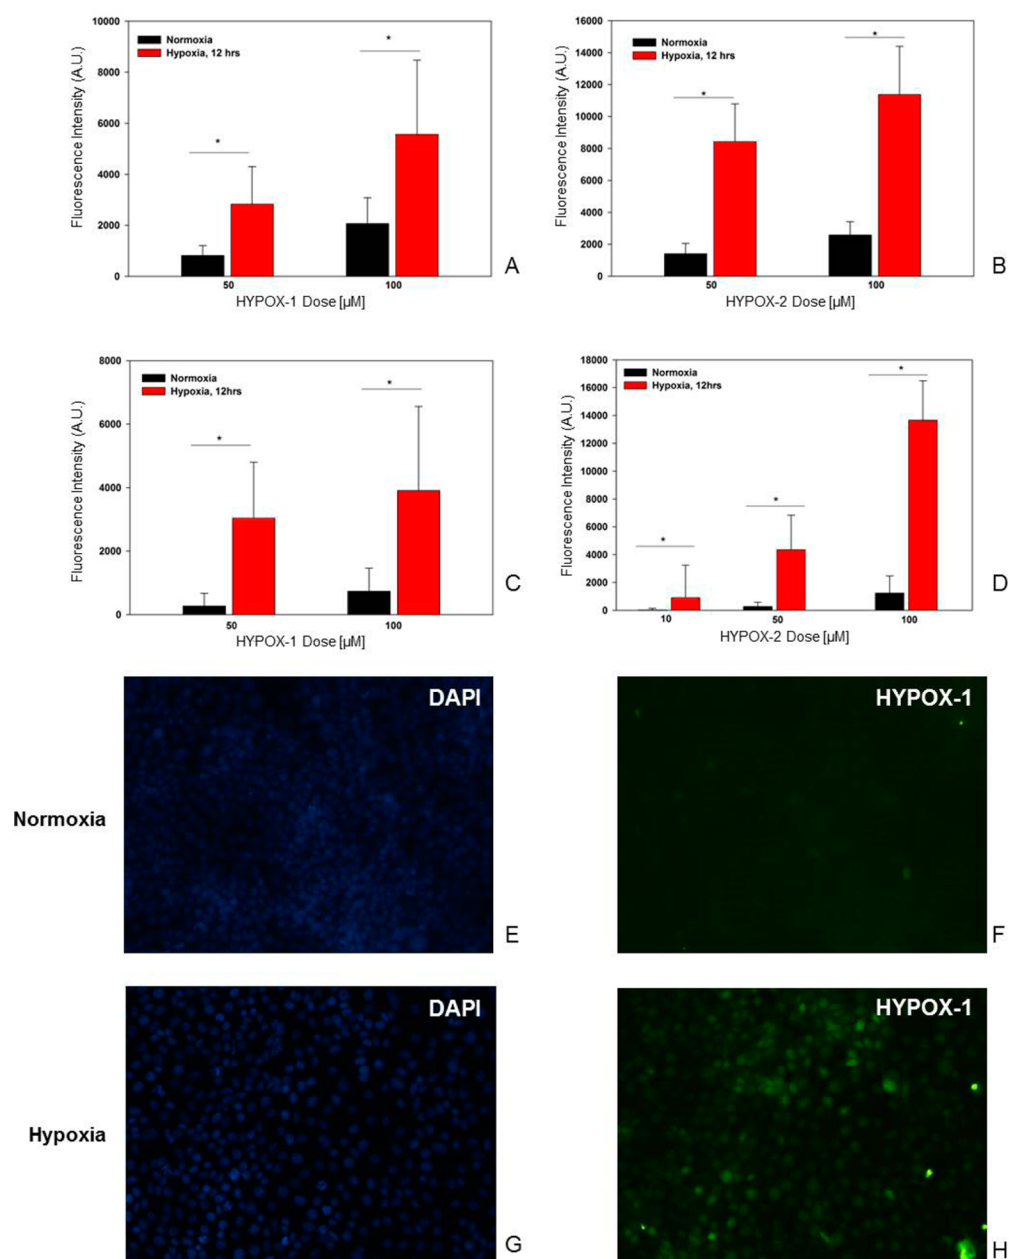 10000
8000
6000
4000
2000
0
Fluorescence Intensity (A.U.)
Normoxia
Hypoxia, 12 hrs
*
*
50
100
HYPOX-1 Dose [µM]
A
16000
14000
12000
10000
8000
6000
4000
2000
0
Fluorescence Intensity (A.U.)
Normoxia
Hypoxia, 12 hrs
*
*
50
100
HYPOX-2 Dose [µM]
B
8000
6000
4000
2000
0
Fluorescence Intensity (A.U.)
Normoxia
Hypoxia, 12hrs
*
*
50
100
HYPOX-1 Dose [µM]
C
18000
16000
14000
12000
10000
8000
6000
4000
2000
0
Fluorescence Intensity (A.U.)
Normoxia
Hypoxia, 12hrs
*
*
*
10
50
100
HYPOX-2 Dose [µM]
D
Normoxia
DAPI
E
HYPOX-1
F
Hypoxia
DAPI
G
HYPOX-1
H